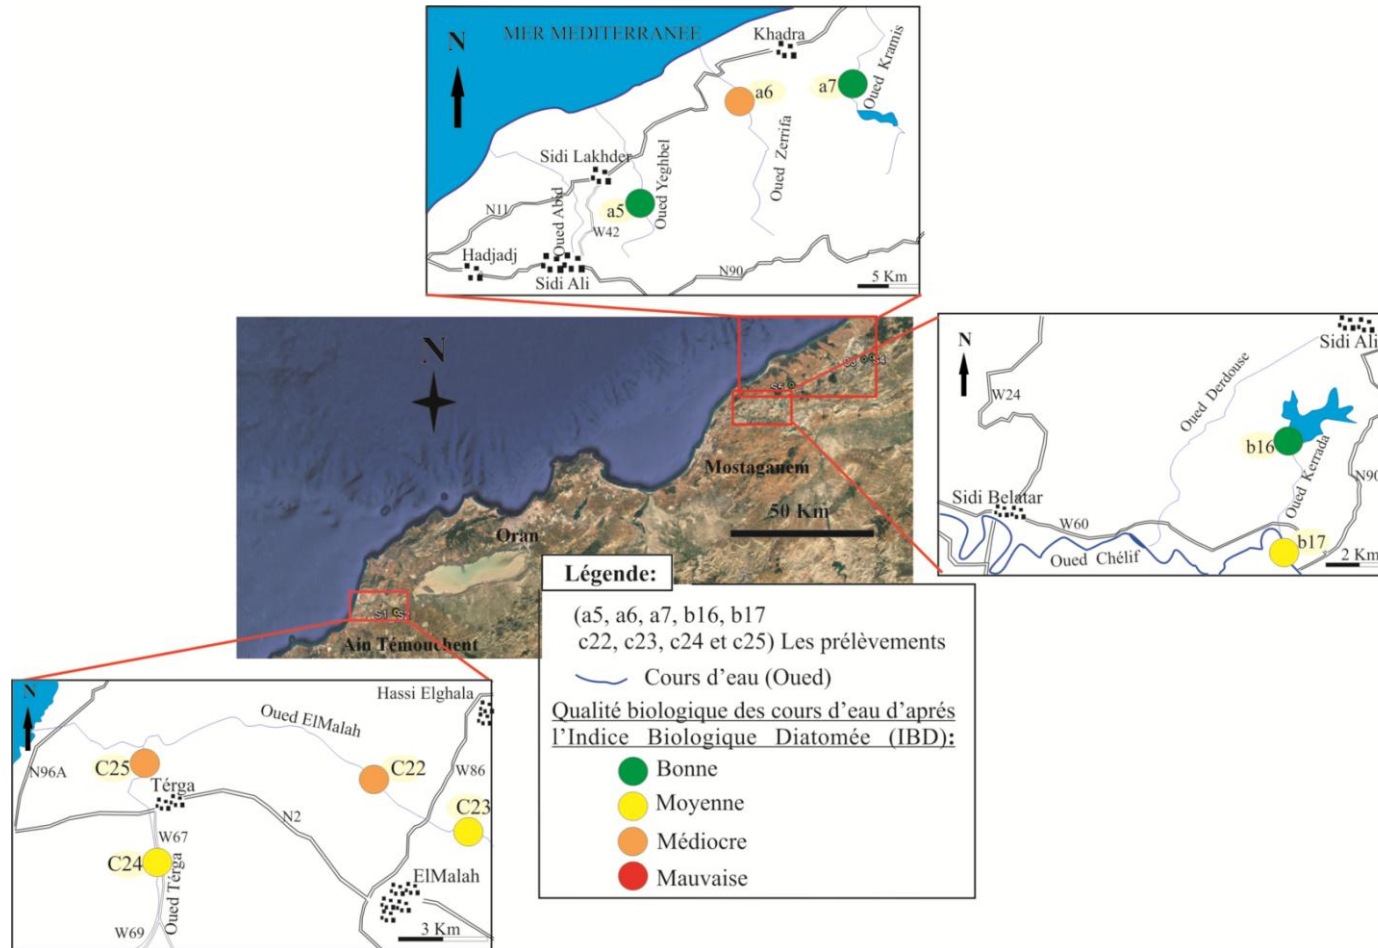 MER MEDITERRANEE
N
Khadra
Oued Kramis
a7
a6
Oued Zerrifa
Sidi Lakhder
Oued Yeghbel
a5
Oued Abid
N11
W42
Hadjadj
Sidi Ali
N90
5 Km
N
S5
S4
Mostaganem
50 Km
Oran
S1
Ain Témouchent
N
Sidi Ali
W24
Oued Derdouse
b16
Oued Kerrada
N90
Sidi Belatar
W60
b17
Oued Chélif
2 Km
N
Hassi Elghala
Oued ElMalah
N96A
C25
C22
W86
Térga
C23
N2
W67
C24
Oued Térga
ElMalah
W69
3 Km
Légende:
(a5, a6, a7, b16, b17
c22, c23, c24 et c25) Les prélèvements
Cours d'eau (Oued)
Qualité biologique des cours d'eau d'aprés
l'Indice Biologique Diatomée (IBD):
Bonne
Moyenne
Médiocre
Mauvaise